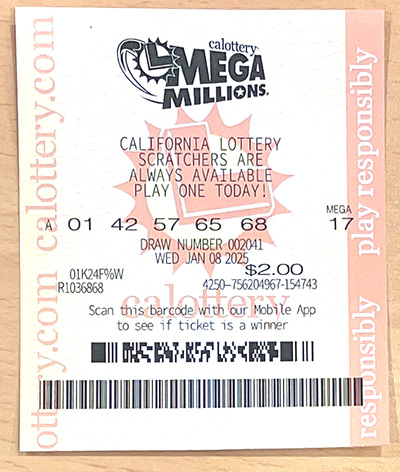 calottery
MEGA
MILLIONS.
CALIFORNIA LOTTERY
SCRATCHERS ARE
ALWAYS AVAILABLE
PLAY ONE TODAY!
MEGA
A 01 42 57 65 68 17
DRAW NUMBER 002041
WED JAN 08 2025
$2.00
01K24F%W
R1036868 4250-756204967-154743
calottery
Scan this barcode with our Mobile App
to see if ticket is a winner
ottery.com calottery.com
responsibly play responsibly